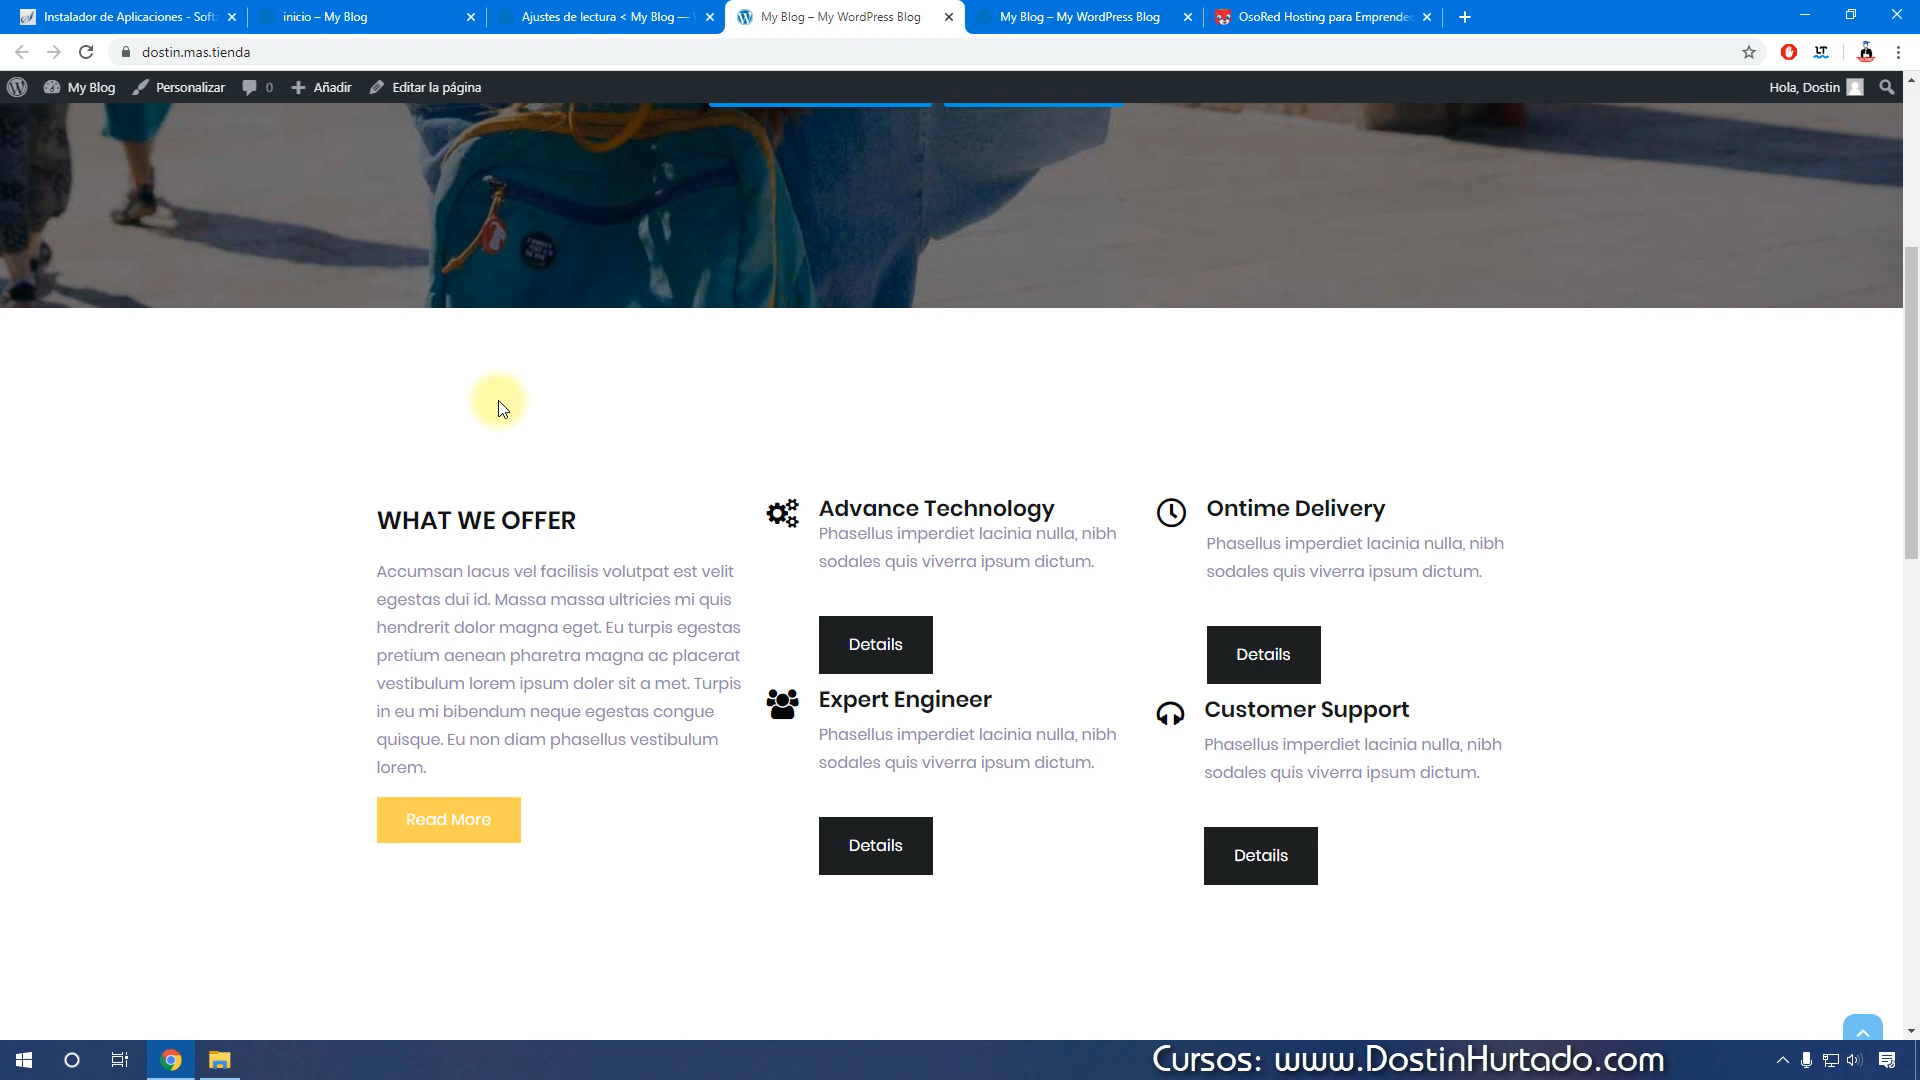 Instalador de Aplicaciones - Softa
inicio – My Blog
Ajustes de lectura < My Blog —
My Blog – My WordPress Blog
My Blog – My WordPress Blog
OsoRed Hosting para Emprended
dostin.mas.tienda
My Blog
Personalizar
0
Añadir
Editar la página
Hola, Dostin
WHAT WE OFFER
Accumsan lacus vel facilisis volutpat est velit
egestas dui id. Massa massa ultricies mi quis
hendrerit dolor magna eget. Eu turpis egestas
pretium aenean pharetra magna ac placerat
vestibulum lorem ipsum doler sit a met. Turpis
in eu mi bibendum neque egestas congue
quisque. Eu non diam phasellus vestibulum
lorem.
Read More
Advance Technology
Phasellus imperdiet lacinia nulla, nibh
sodales quis viverra ipsum dictum.
Details
Ontime Delivery
Phasellus imperdiet lacinia nulla, nibh
sodales quis viverra ipsum dictum.
Details
Expert Engineer
Phasellus imperdiet lacinia nulla, nibh
sodales quis viverra ipsum dictum.
Details
Customer Support
Phasellus imperdiet lacinia nulla, nibh
sodales quis viverra ipsum dictum.
Details
Cursos: www.DostinHurtado.com